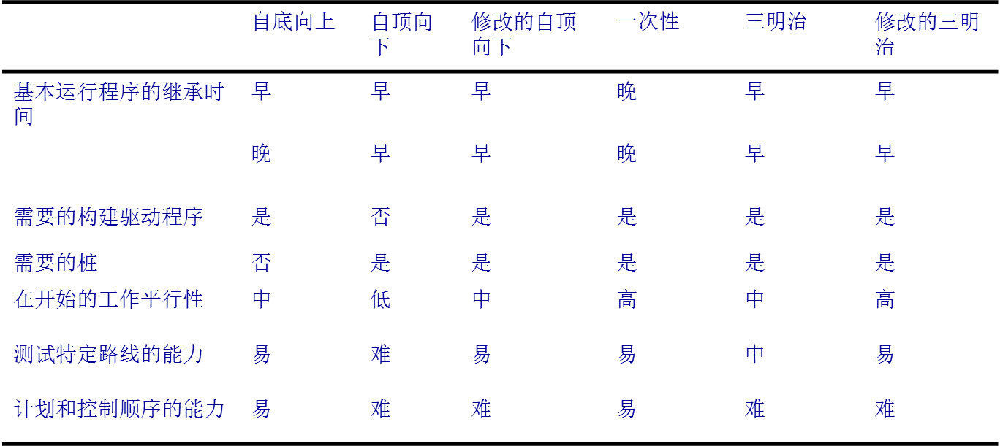 自底向上 自顶向下 修改的自顶向下 一次性 三明治 修改的三明治
基本运行程序的继承时间 早 早 早 晚 早 早
晚 早 早 晚 早 早
需要的构建驱动程序 是 否 是 是 是 是
需要的桩 否 是 是 是 是 是
在开始的工作平行性 中 低 中 高 中 高
测试特定路线的能力 易 难 易 易 中 易
计划和控制顺序的能力 易 难 难 易 难 难